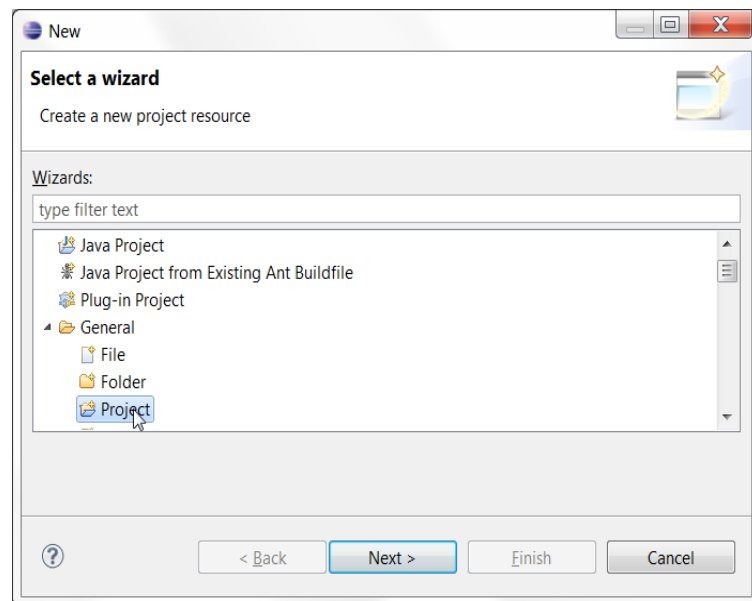 New
Select a wizard
Create a new project resource
Wizards:
type filter text
Java Project
Java Project from Existing Ant Buildfile
Plug-in Project
General
File
Folder
Project
< Back Next > Finish Cancel